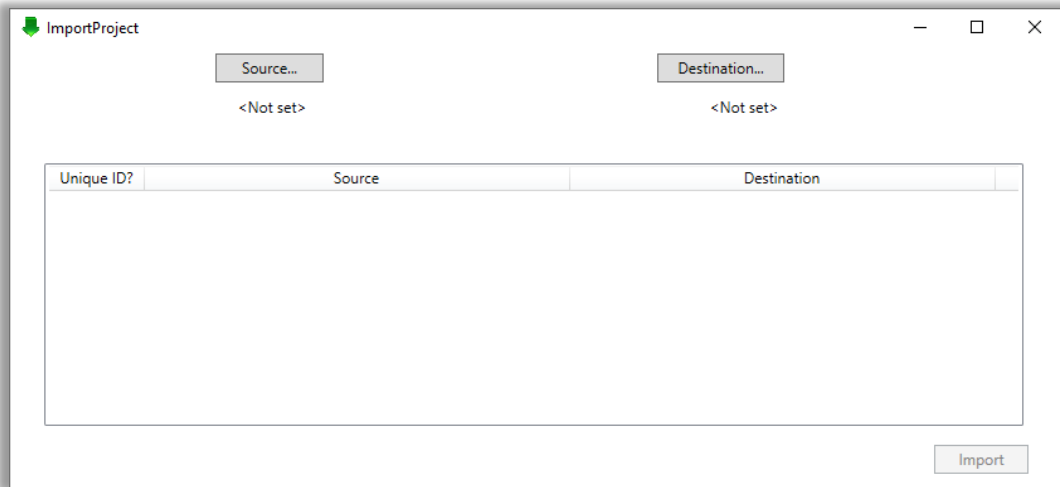 ImportProject
Source... Destination...
<Not set> <Not set>
Unique ID? Source Destination
Import